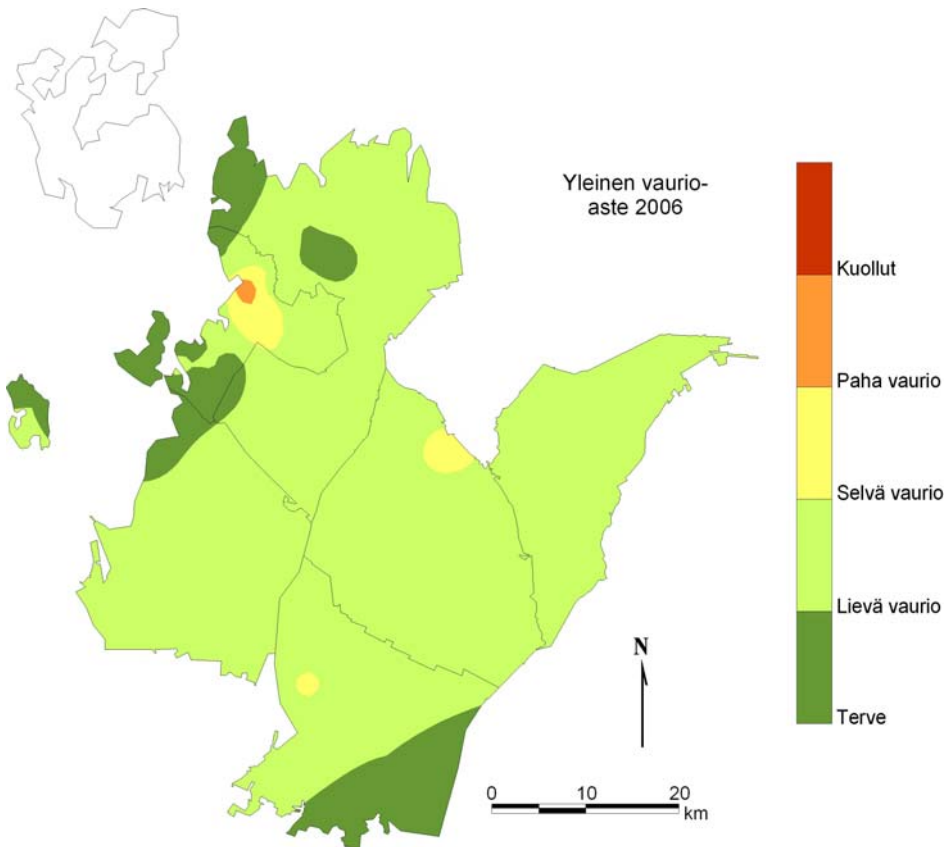 Yleinen vaurio-
aste 2006
Kuollut
Paha vaurio
Selvä vaurio
Lievä vaurio
Terve
N
0 10 20
km